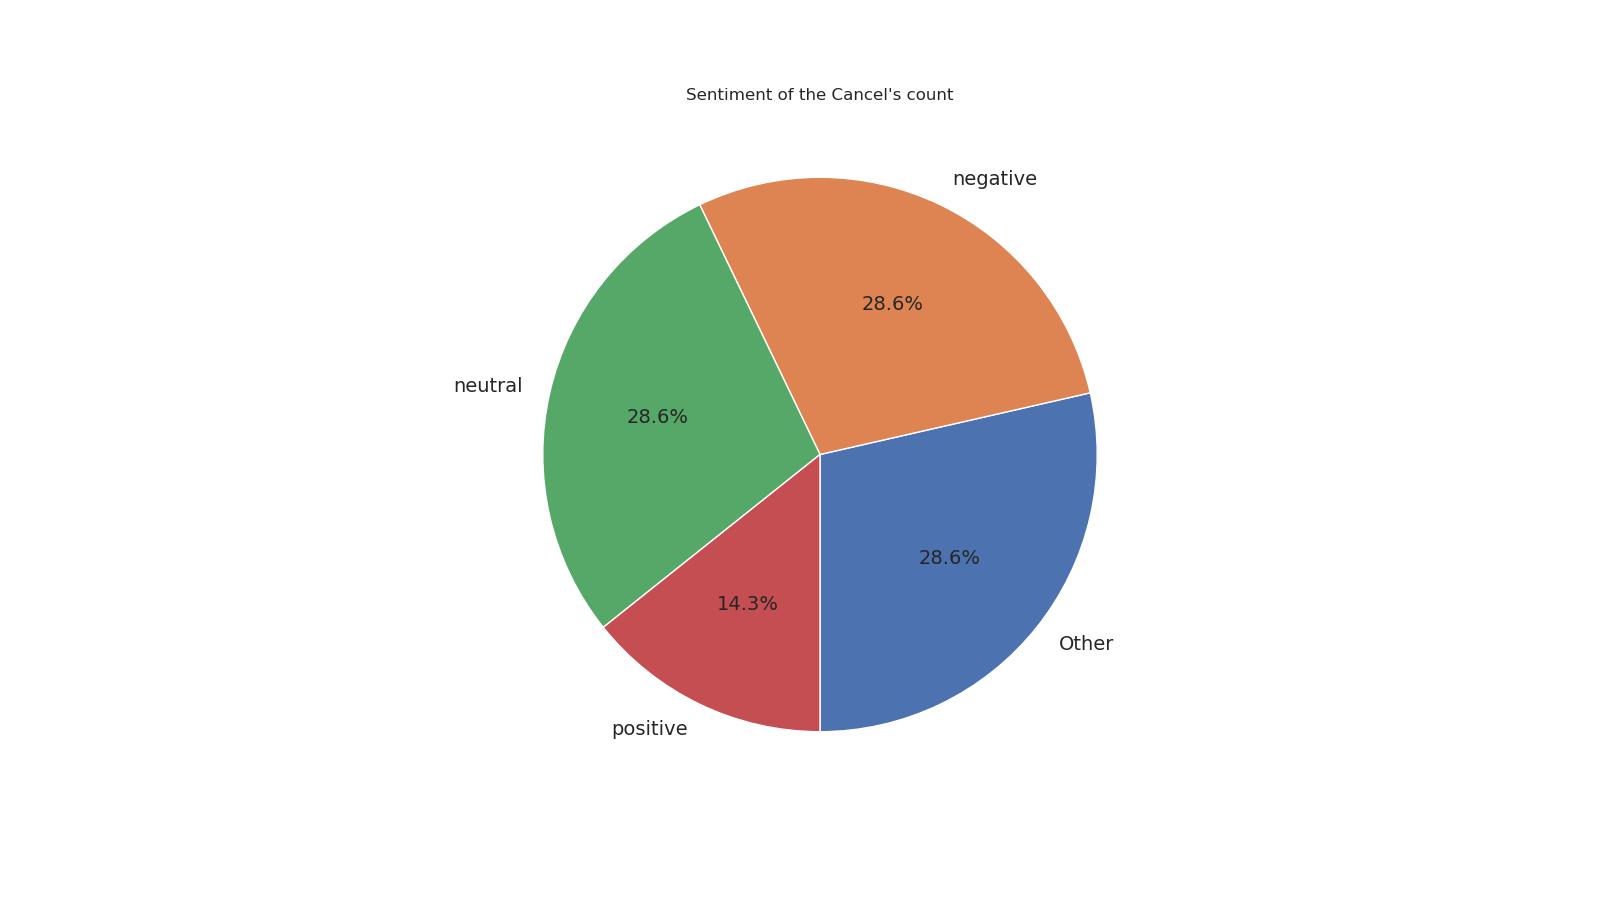 Sentiment of the Cancel's count
negative
28.6%
neutral
28.6%
28.6%
14.3%
Other
positive